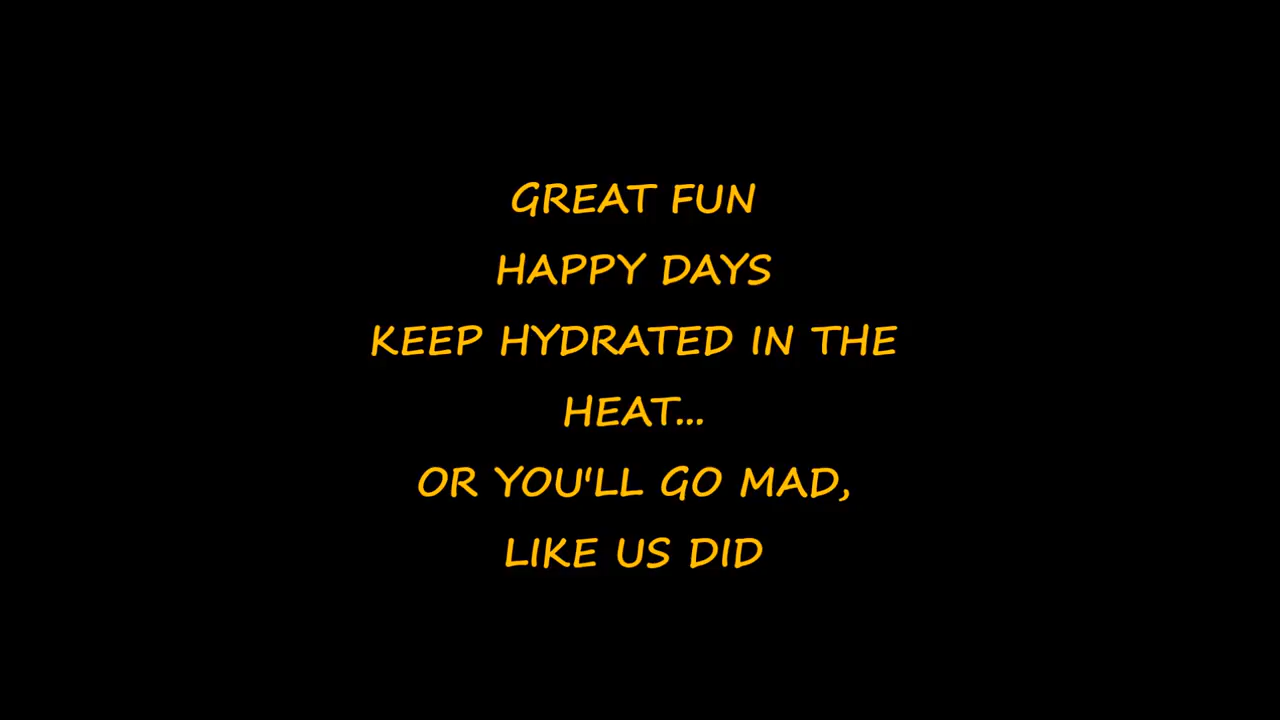 GREAT FUN
HAPPY DAYS
KEEP HYDRATED IN THE
HEAT...
OR YOU'LL GO MAD,
LIKE US DID